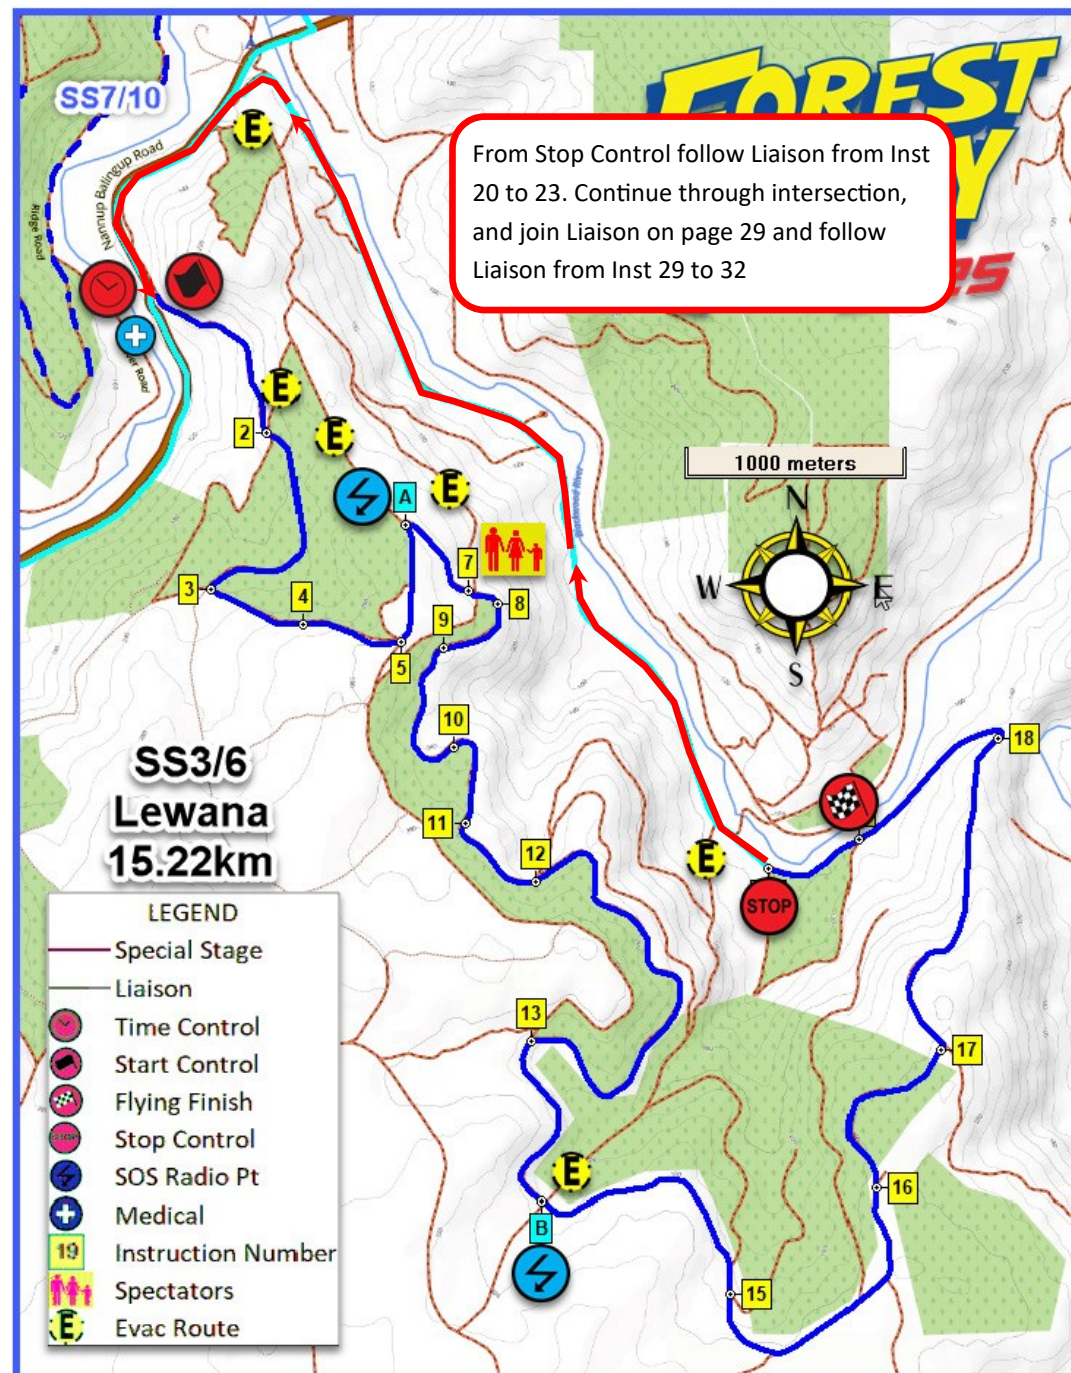 FOREST
SS7/10
From Stop Control follow Liaison from Inst
20 to 23. Continue through intersection,
and join Liaison on page 29 and follow
Liaison from Inst 29 to 32
Nannup Balingup Road
Ridge Road
E
E
2
E
A
E
1000 meters
N
W
E
S
Blackwood River
7
3
4
8
9
5
10
18
SS3/6
Lewana
15.22km
11
12
E
STOP
LEGEND
Special Stage
Liaison
Time Control
Start Control
Flying Finish
Stop Control
SOS Radio Pt
Medical
19 Instruction Number
Spectators
E Evac Route
13
17
E
16
B
15